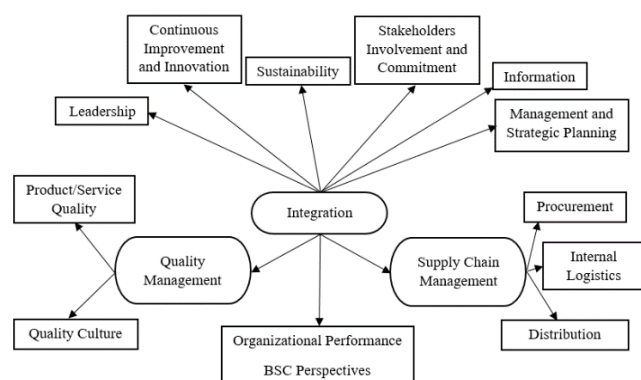 Continuous
Improvement
and Innovation
Sustainability
Stakeholders
Involvement and
Commitment
Information
Leadership
Management and
Strategic Planning
Product/Service
Quality
Integration
Procurement
Quality
Management
Supply Chain
Management
Internal
Logistics
Quality Culture
Organizational Performance
BSC Perspectives
Distribution